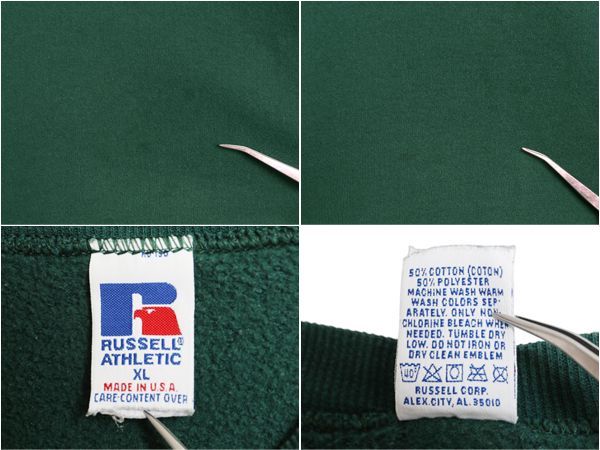 RUSSELL®
ATHLETIC
XL
MADE IN U.S.A.
CARE·CONTENT OVER
50% COTTON (COTON)
50% POLYESTER
MACHINE WASH WARM
WASH COLORS SEP-
ARATELY. ONLY NON-
CHLORINE BLEACH WHEN
NEEDED. TUMBLE DRY
LOW. DO NOT IRON OR
DRY CLEAN EMBLEM
RUSSELL CORP.
ALEX.CITY, AL. 35010